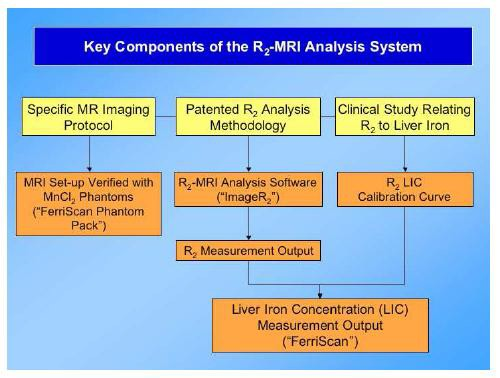 Key Components of the R₂-MRI Analysis System
Specific MR Imaging
Protocol
Patented R₂ Analysis
Methodology
Clinical Study Relating
R₂ to Liver Iron
MRI Set-up Verified with
MnCl₂ Phantoms
("FerriScan Phantom
Pack")
R₂-MRI Analysis Software
("ImageR₂")
R₂ LIC
Calibration Curve
R₂ Measurement Output
Liver Iron Concentration (LIC)
Measurement Output
("FerriScan")